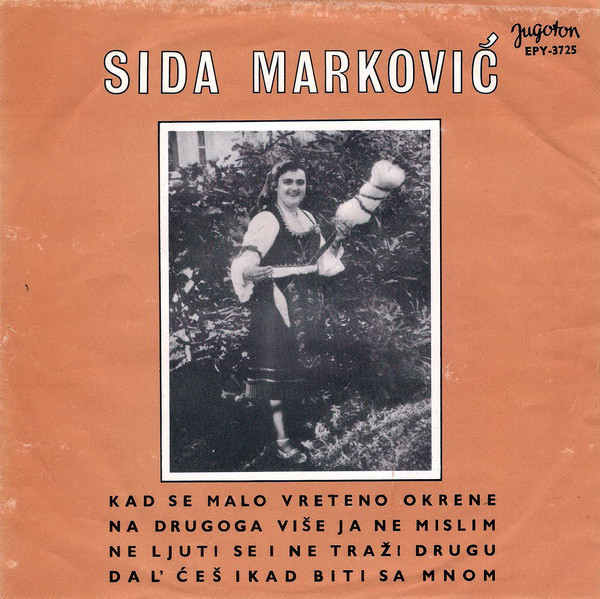 Jugoton
EPY-3725
SIDA MARKOVIĆ
KAD SE MALO VRETENO OKRENE
NA DRUGOGA VIŠE JA NE MISLIM
NE LJUTI SE I NE TRAŽI DRUGU
DAL' ĆEŠ IKAD BITI SA MNOM